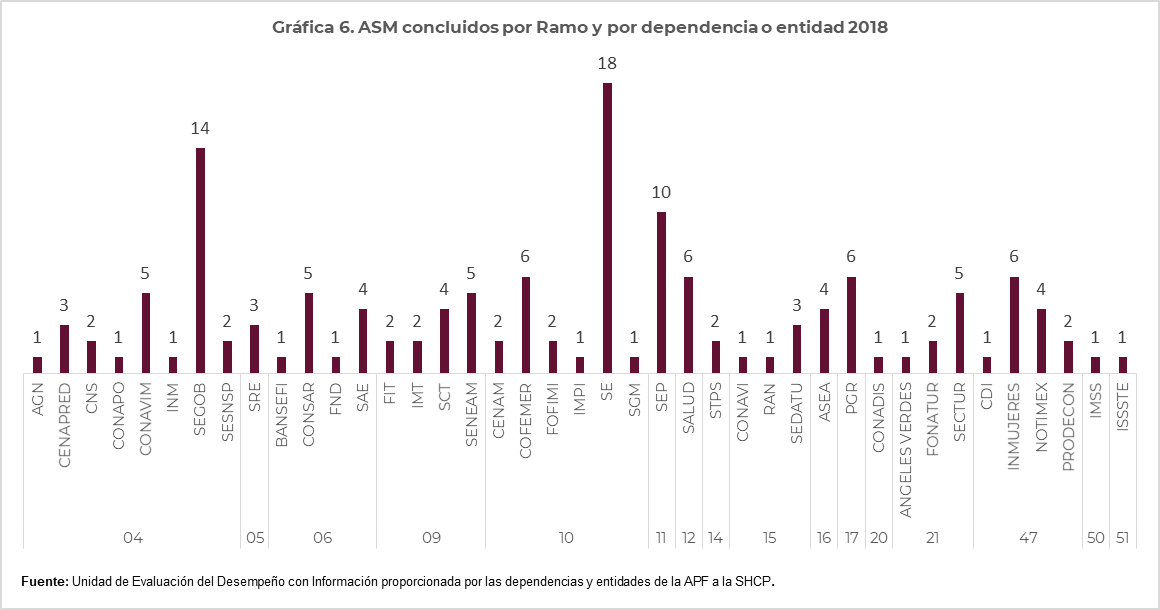 Gráfica 6. ASM concluidos por Ramo y por dependencia o entidad 2018
1 3 2 1 5 1 14 2 3 1 5 1 4 2 2 4 5 2 6 2 1 18 1 10 6 2 1 1 3 4 6 1 1 2 5 1 6 4 2 1 1
AGN CENAPRED CNS CONAPO CONAVIM INM SEGOB SESNSP SRE BANSEFI CONSAR FND SAE FIT IMT SCT SENEAM CENAM COFEMER FOFIMI IMPI SE SGM SEP SALUD STPS CONAVI RAN SEDATU ASEA PGR CONADIS ANGELES VERDES FONATUR SECTUR CDI INMUJERES NOTIMEX PRODECON IMSS ISSSTE
04 05 06 09 10 11 12 14 15 16 17 20 21 47 50 51
Fuente: Unidad de Evaluación del Desempeño con Información proporcionada por las dependencias y entidades de la APF a la SHCP.